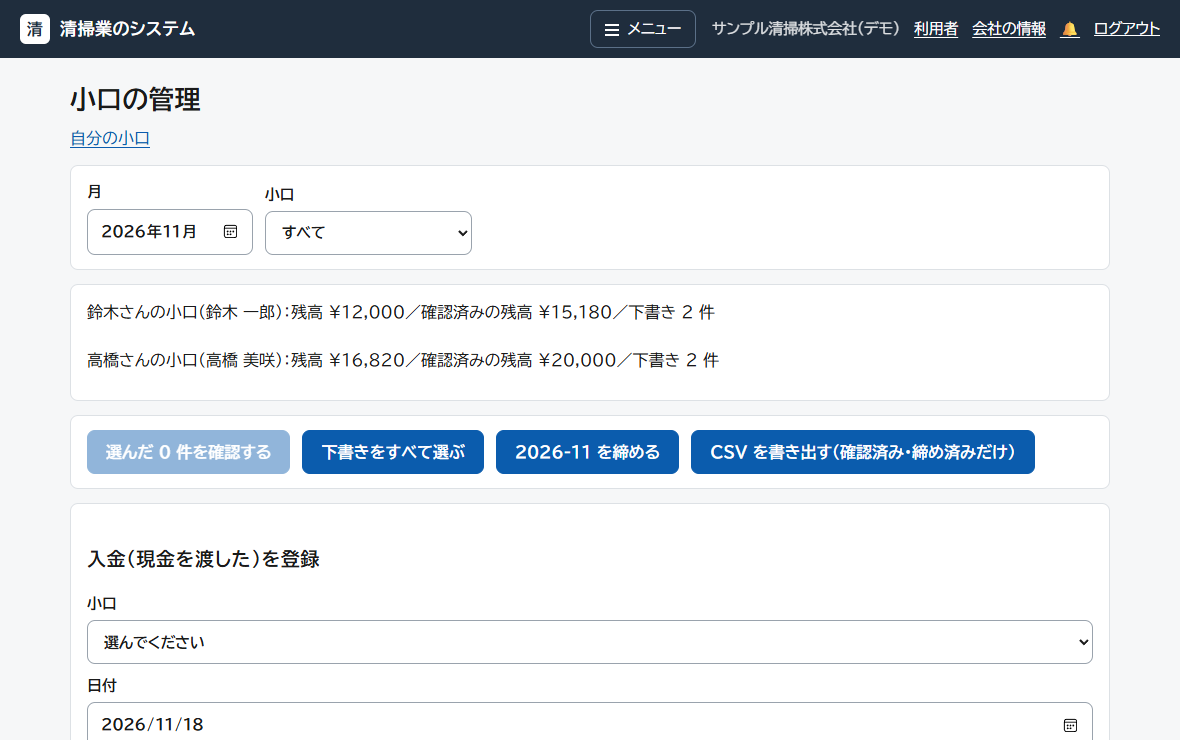 清 清掃業のシステム
メニュー サンプル清掃株式会社(デモ) 利用者 会社の情報 ログアウト
小口の管理
自分の小口
月
2026年11月
小口
すべて
鈴木さんの小口(鈴木 一郎):残高 ¥12,000/確認済みの残高 ¥15,180/下書き 2 件
高橋さんの小口(高橋 美咲):残高 ¥16,820/確認済みの残高 ¥20,000/下書き 2 件
選んだ 0 件を確認する 下書きをすべて選ぶ 2026-11 を締める CSV を書き出す(確認済み・締め済みだけ)
入金(現金を渡した)を登録
小口
選んでください
日付
2026/11/18